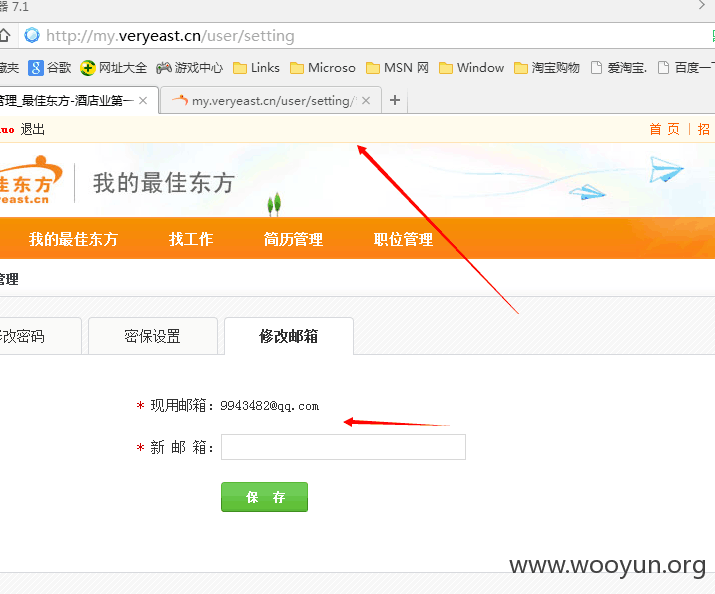 器 7.1
http://my.veryeast.cn/user/setting
藏夹 谷歌 网址大全 游戏中心 Links Microso MSN 网 Window 淘宝购物 爱淘宝. 百度一下
管理_最佳东方-酒店业第一 × my.veryeast.cn/user/setting/ × +
uo 退出 首 页 | 招
佳东方 我的最佳东方
east.cn
我的最佳东方 找工作 简历管理 职位管理
管理
修改密码 密保设置 修改邮箱
* 现用邮箱: 9943482@qq.com
* 新 邮 箱:
保 存
www.wooyun.org